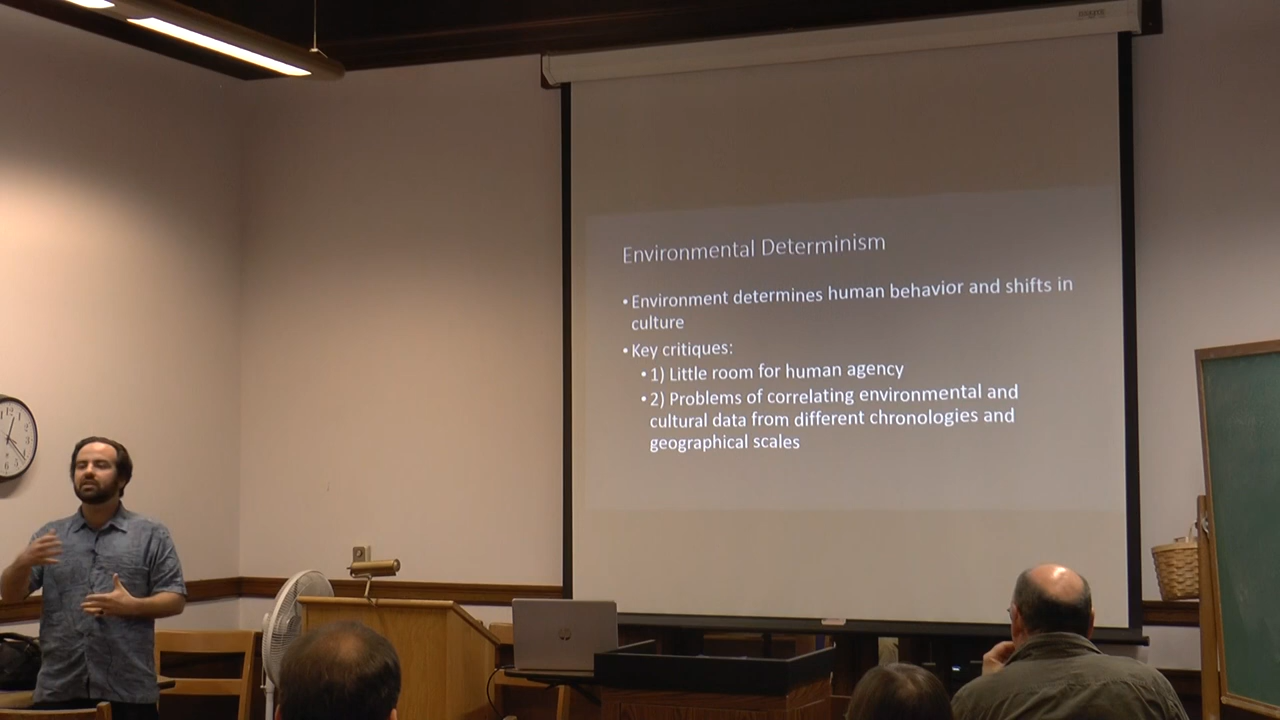 Environmental Determinism
• Environment determines human behavior and shifts in
culture
• Key critiques:
• 1) Little room for human agency
• 2) Problems of correlating environmental and
cultural data from different chronologies and
geographical scales